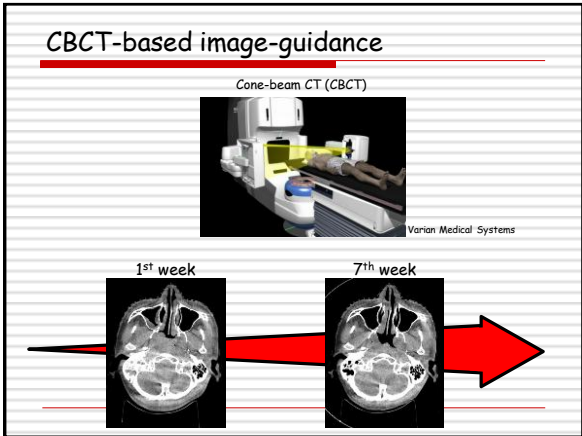 CBCT-based image-guidance
Cone-beam CT (CBCT)
Varian Medical Systems
1st week
7th week